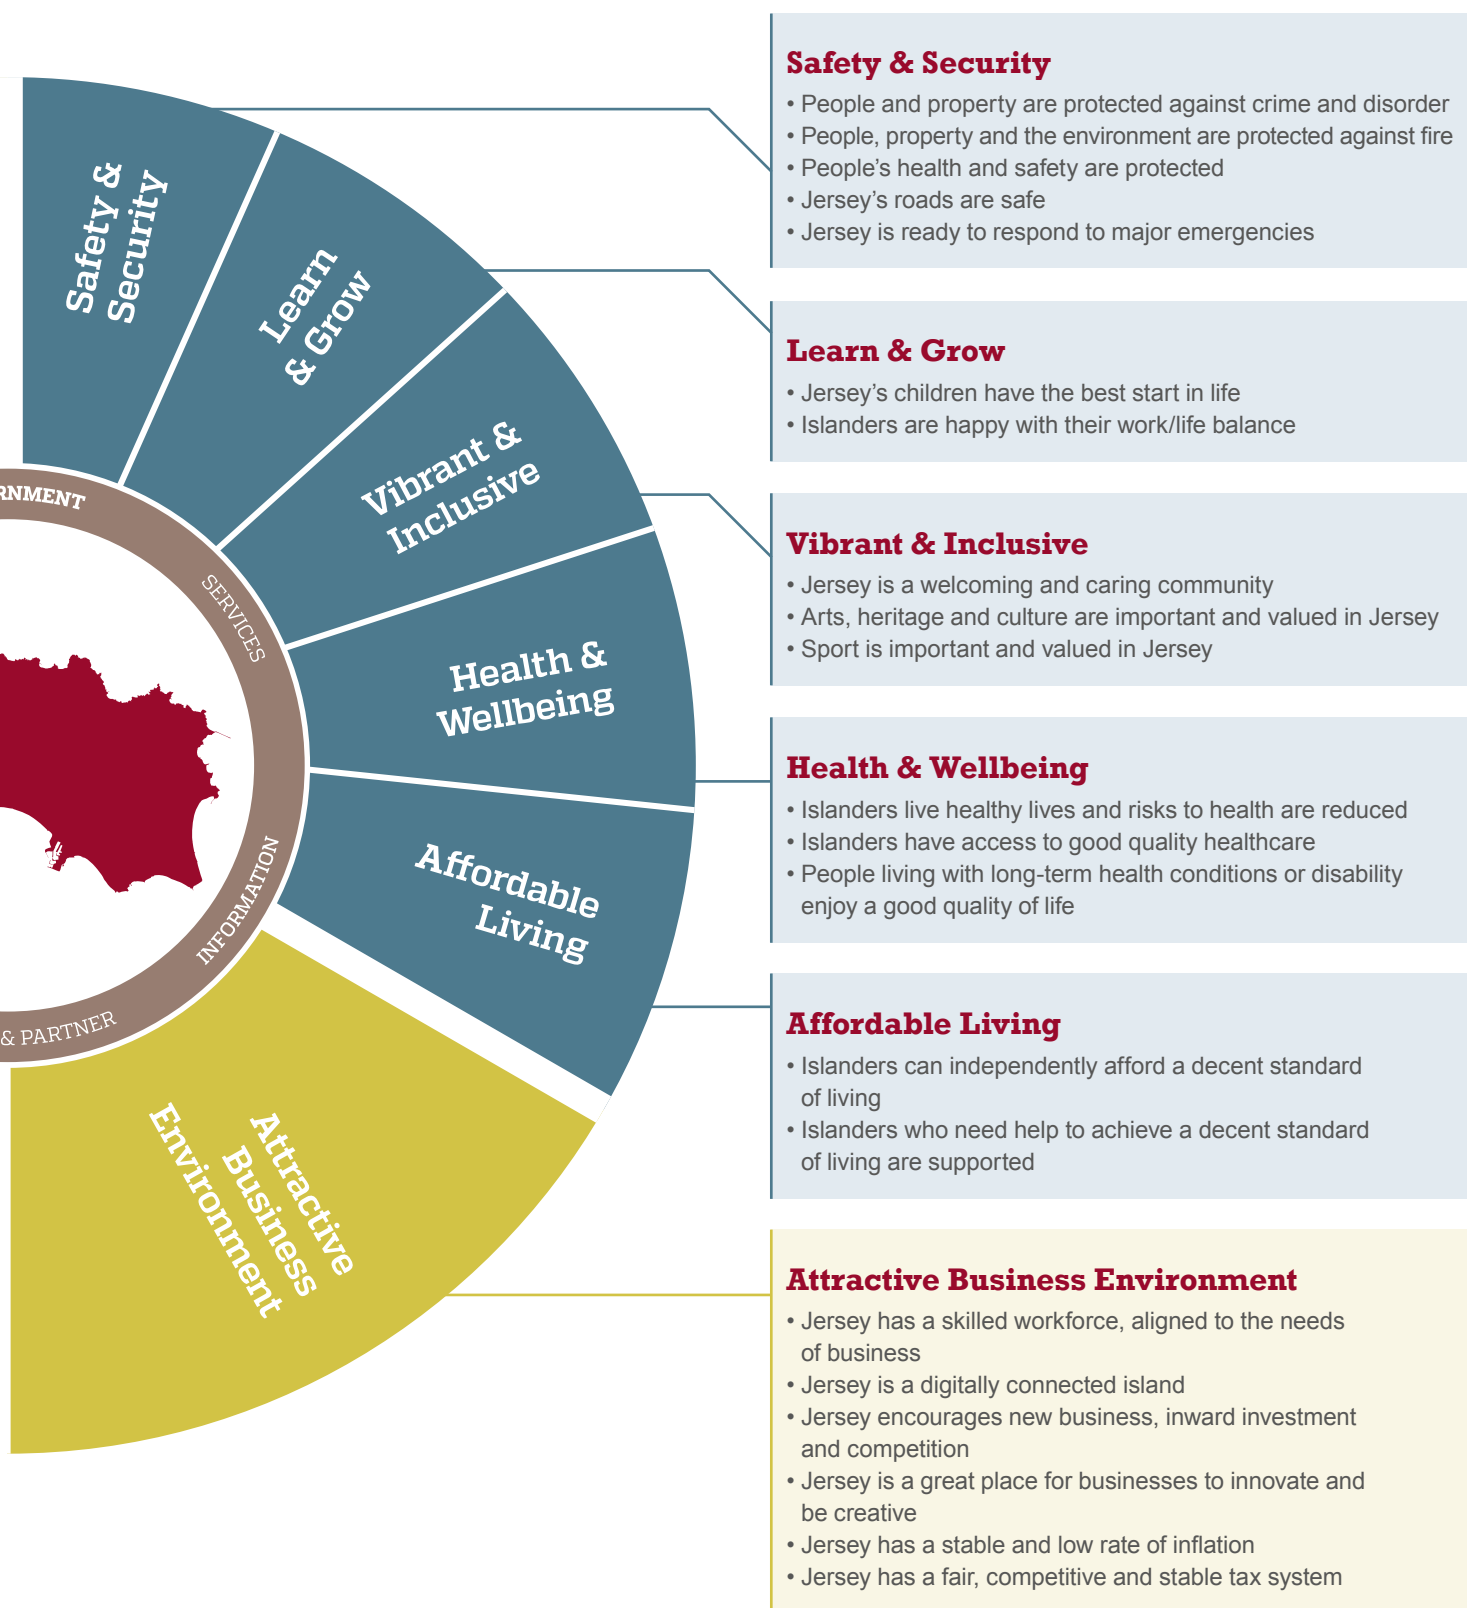 Safety &
Security
Learn
& Grow
Vibrant &
Inclusive
Health &
Wellbeing
Affordable
Living
Attractive
Business
Environment
RNMENT
SERVICES
INFORMATION
& PARTNER
Safety & Security
• People and property are protected against crime and disorder
• People, property and the environment are protected against fire
• People’s health and safety are protected
• Jersey’s roads are safe
• Jersey is ready to respond to major emergencies
Learn & Grow
• Jersey’s children have the best start in life
• Islanders are happy with their work/life balance
Vibrant & Inclusive
• Jersey is a welcoming and caring community
• Arts, heritage and culture are important and valued in Jersey
• Sport is important and valued in Jersey
Health & Wellbeing
• Islanders live healthy lives and risks to health are reduced
• Islanders have access to good quality healthcare
• People living with long-term health conditions or disability
enjoy a good quality of life
Affordable Living
• Islanders can independently afford a decent standard
of living
• Islanders who need help to achieve a decent standard
of living are supported
Attractive Business Environment
• Jersey has a skilled workforce, aligned to the needs
of business
• Jersey is a digitally connected island
• Jersey encourages new business, inward investment
and competition
• Jersey is a great place for businesses to innovate and
be creative
• Jersey has a stable and low rate of inflation
• Jersey has a fair, competitive and stable tax system